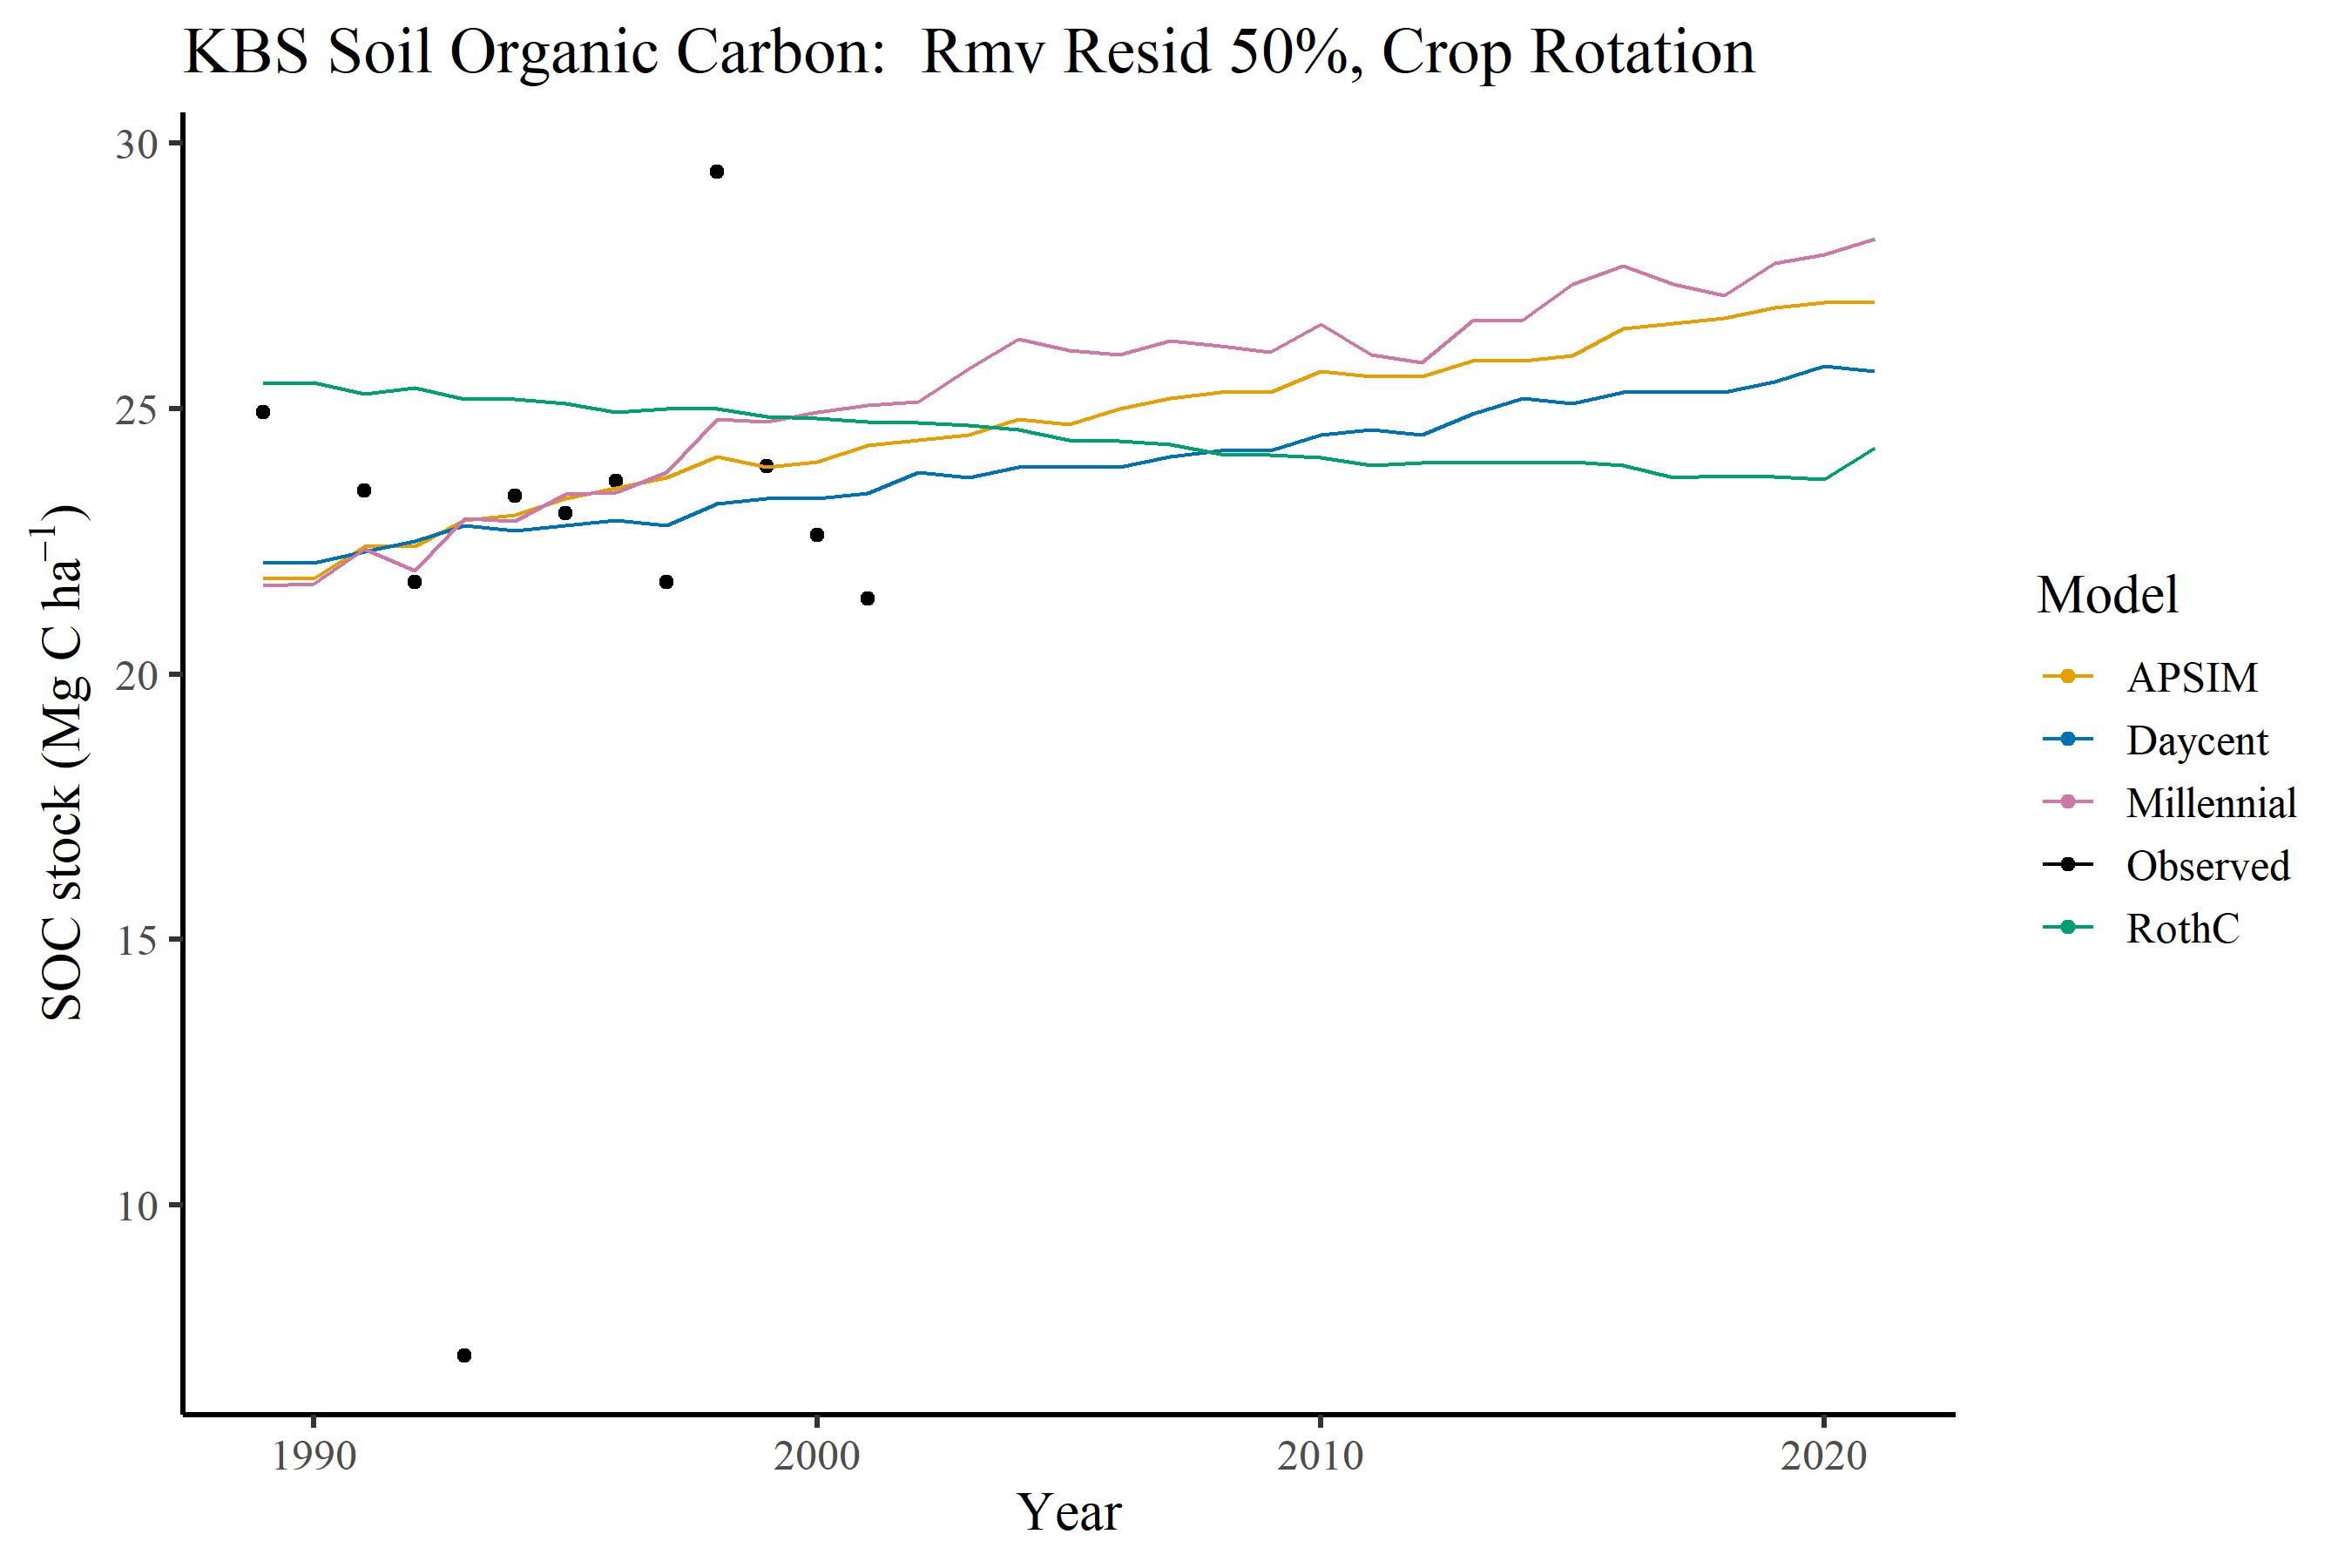 KBS Soil Organic Carbon:  Rmv Resid 50%, Crop Rotation
SOC stock (Mg C ha⁻¹)
30
25
20
15
10
1990 2000 2010 2020
Year
Model
APSIM
Daycent
Millennial
Observed
RothC